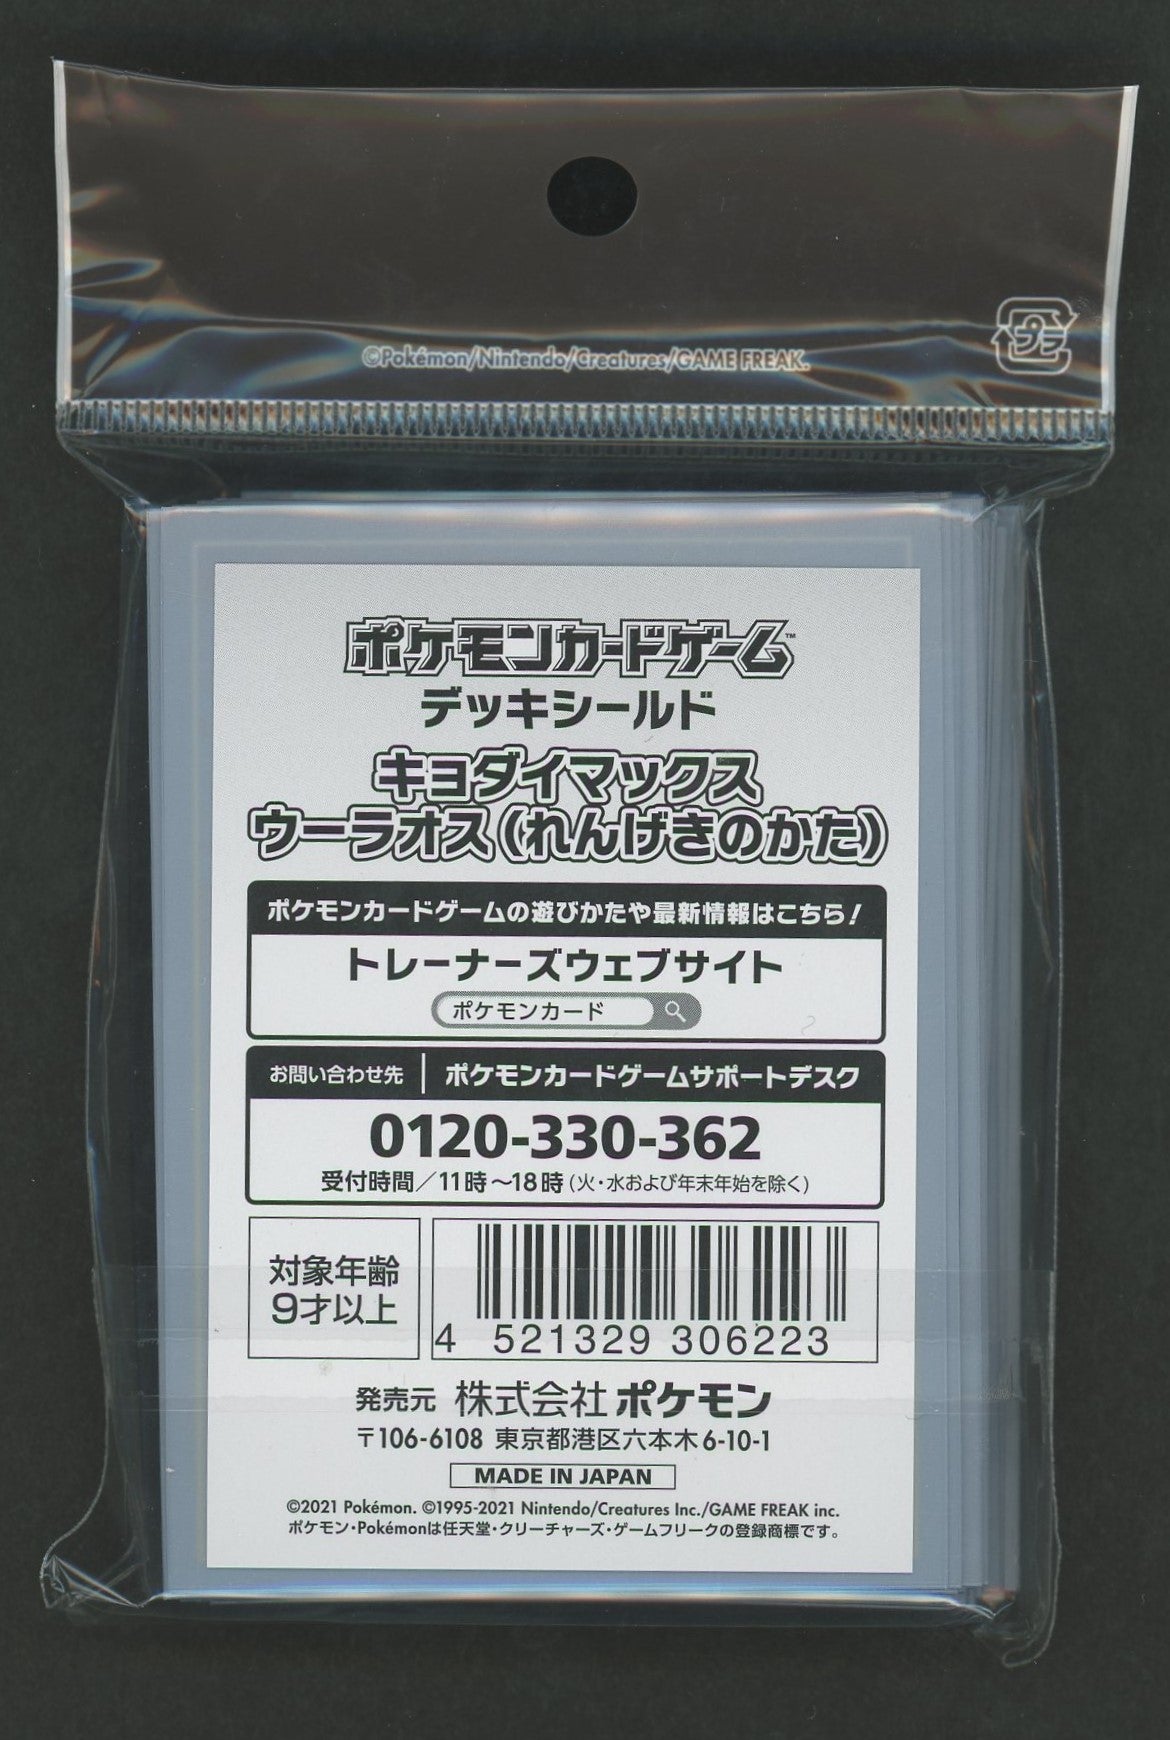 ©Pokémon/Nintendo/Creatures/GAME FREAK.
プラ
ポケモンカードゲーム™
デッキシールド
キョダイマックス
ウーラオス（れんげきのかた）
ポケモンカードゲームの遊びかたや最新情報はこちら！
トレーナーズウェブサイト
ポケモンカード
お問い合わせ先 ポケモンカードゲームサポートデスク
0120-330-362
受付時間／11時～18時（火・水および年末年始を除く）
対象年齢
9才以上
4 521329 306223
発売元 株式会社ポケモン
〒106-6108 東京都港区六本木6-10-1
MADE IN JAPAN
©2021 Pokémon. ©1995-2021 Nintendo/Creatures Inc./GAME FREAK inc.
ポケモン・Pokémonは任天堂・クリーチャーズ・ゲームフリークの登録商標です。